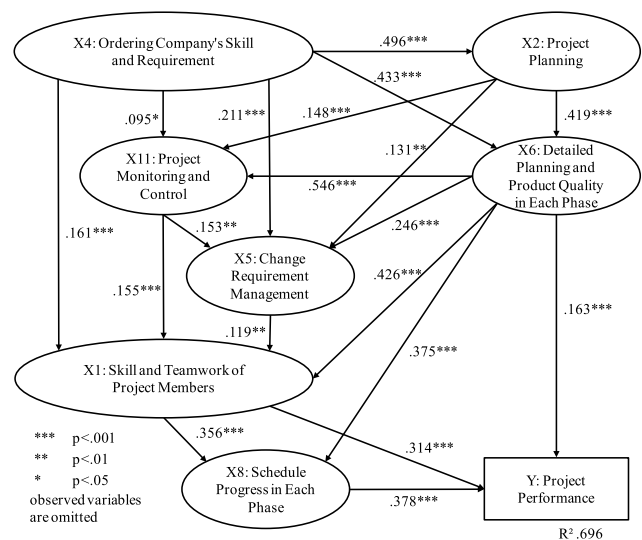 X4: Ordering Company's Skill
and Requirement
.496***
X2: Project
Planning
.433***
.095*
.211***
.148***
.419***
X11: Project
Monitoring and
Control
.131**
X6: Detailed
Planning and
Product Quality
in Each Phase
.546***
.161***
.153**
.246***
X5: Change
Requirement
Management
.426***
.155***
.163***
.119**
.375***
X1: Skill and Teamwork of
Project Members
*** p<.001
** p<.01
* p<.05
observed variables
are omitted
.356***
.314***
X8: Schedule
Progress in Each
Phase
.378***
Y: Project
Performance
R² .696